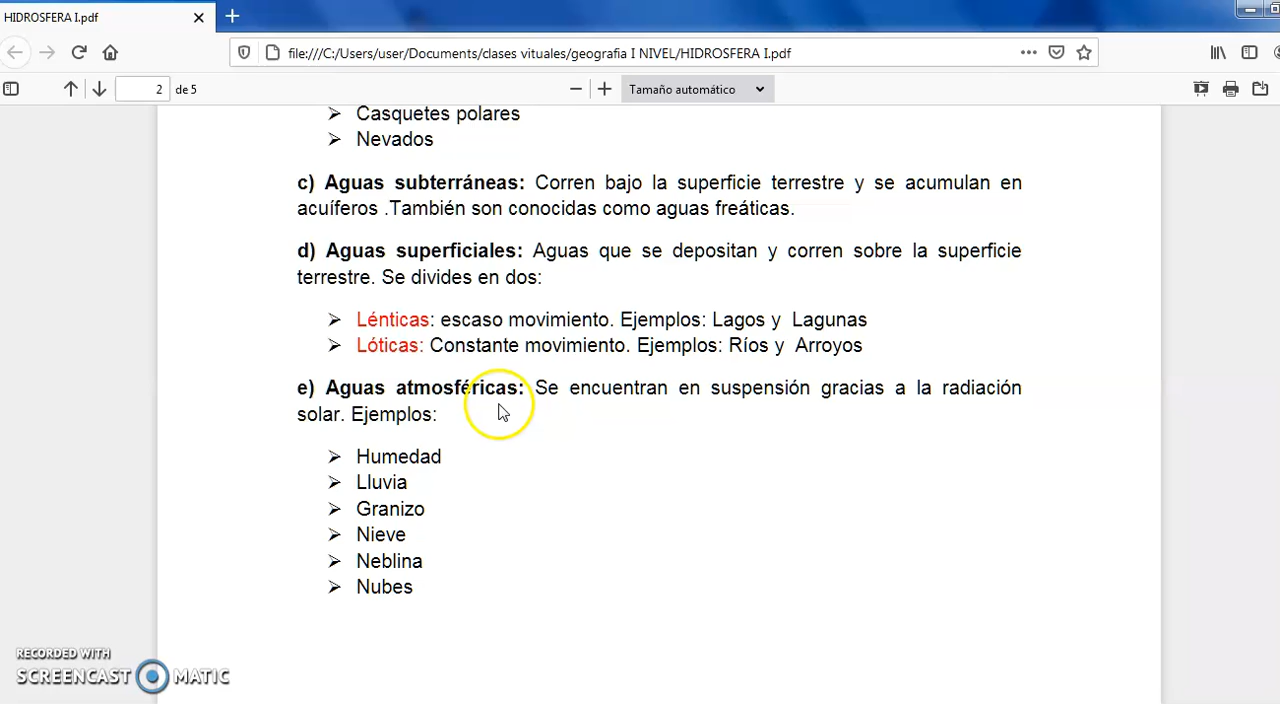 HIDROSFERA I.pdf
file:///C:/Users/user/Documents/clases vituales/geografia I NIVEL/HIDROSFERA I.pdf
2 de 5
Tamaño automático
➢ Casquetes polares
➢ Nevados
c) Aguas subterráneas: Corren bajo la superficie terrestre y se acumulan en
acuíferos .También son conocidas como aguas freáticas.
d) Aguas superficiales: Aguas que se depositan y corren sobre la superficie
terrestre. Se divides en dos:
➢ Lénticas: escaso movimiento. Ejemplos: Lagos y Lagunas
➢ Lóticas: Constante movimiento. Ejemplos: Ríos y Arroyos
e) Aguas atmosféricas: Se encuentran en suspensión gracias a la radiación
solar. Ejemplos:
➢ Humedad
➢ Lluvia
➢ Granizo
➢ Nieve
➢ Neblina
➢ Nubes
RECORDED WITH
SCREENCAST MATIC